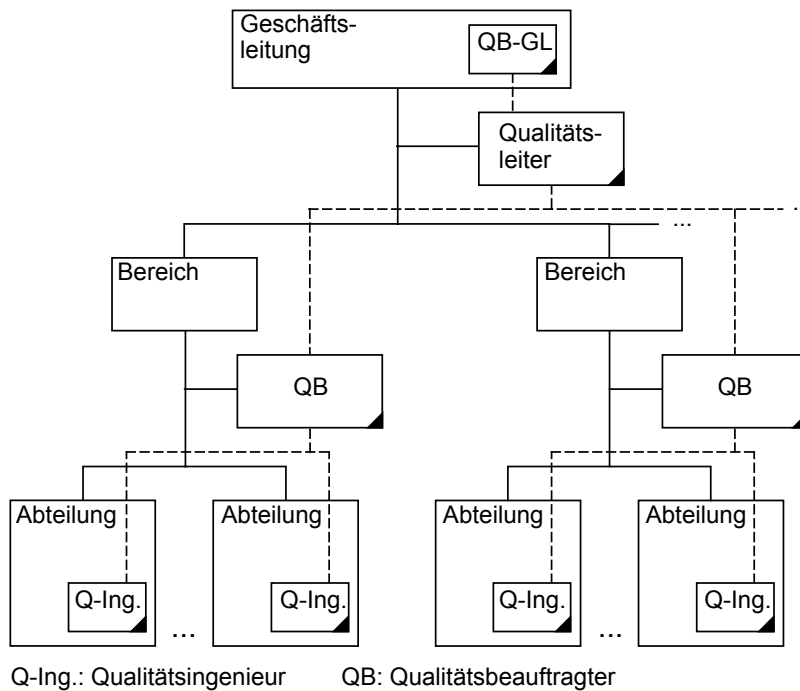 Geschäfts-
leitung
QB-GL
Qualitäts-
leiter
...
Bereich
Bereich
QB
QB
Abteilung
Abteilung
Abteilung
Abteilung
Q-Ing.
Q-Ing.
Q-Ing.
Q-Ing.
...
...
Q-Ing.: Qualitätsingenieur QB: Qualitätsbeauftragter